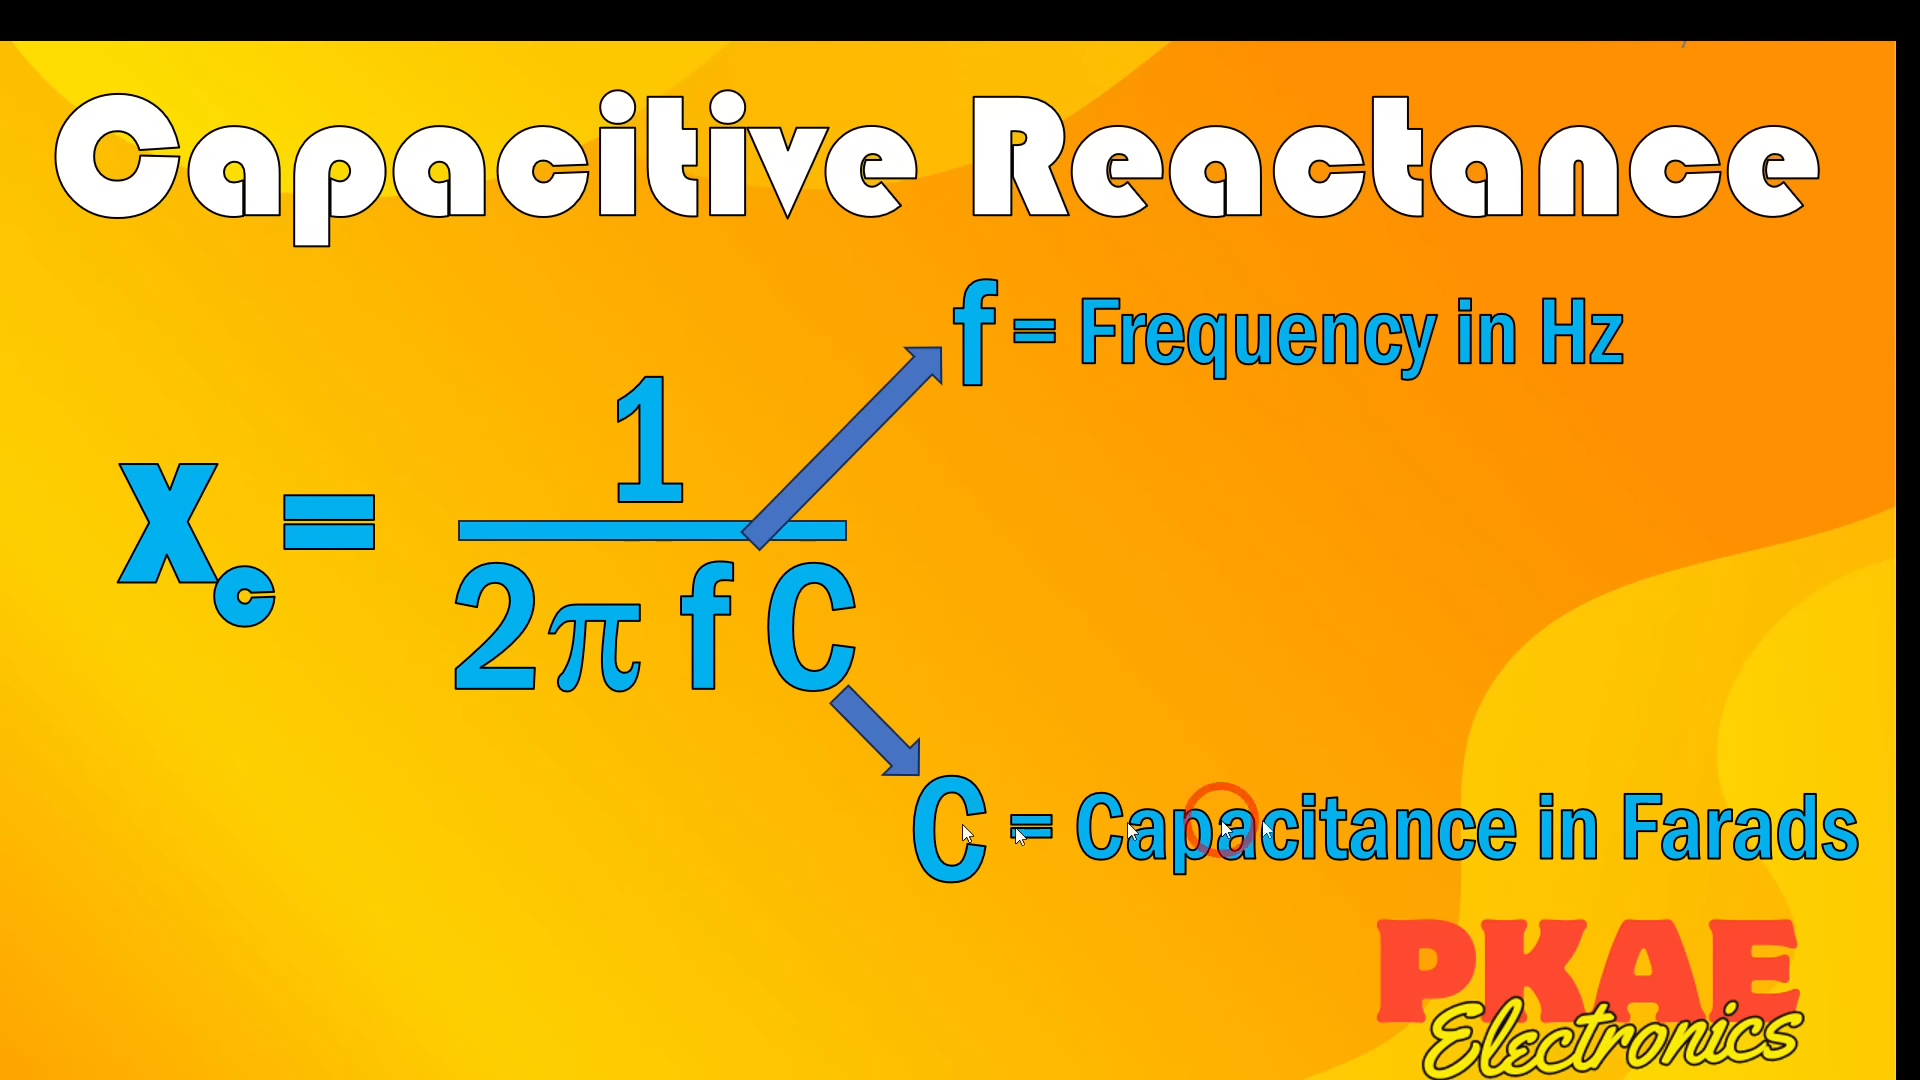 Capacitive Reactance
f = Frequency in Hz
1
Xc =
2π f C
C = Capacitance in Farads
PKAE
Electronics